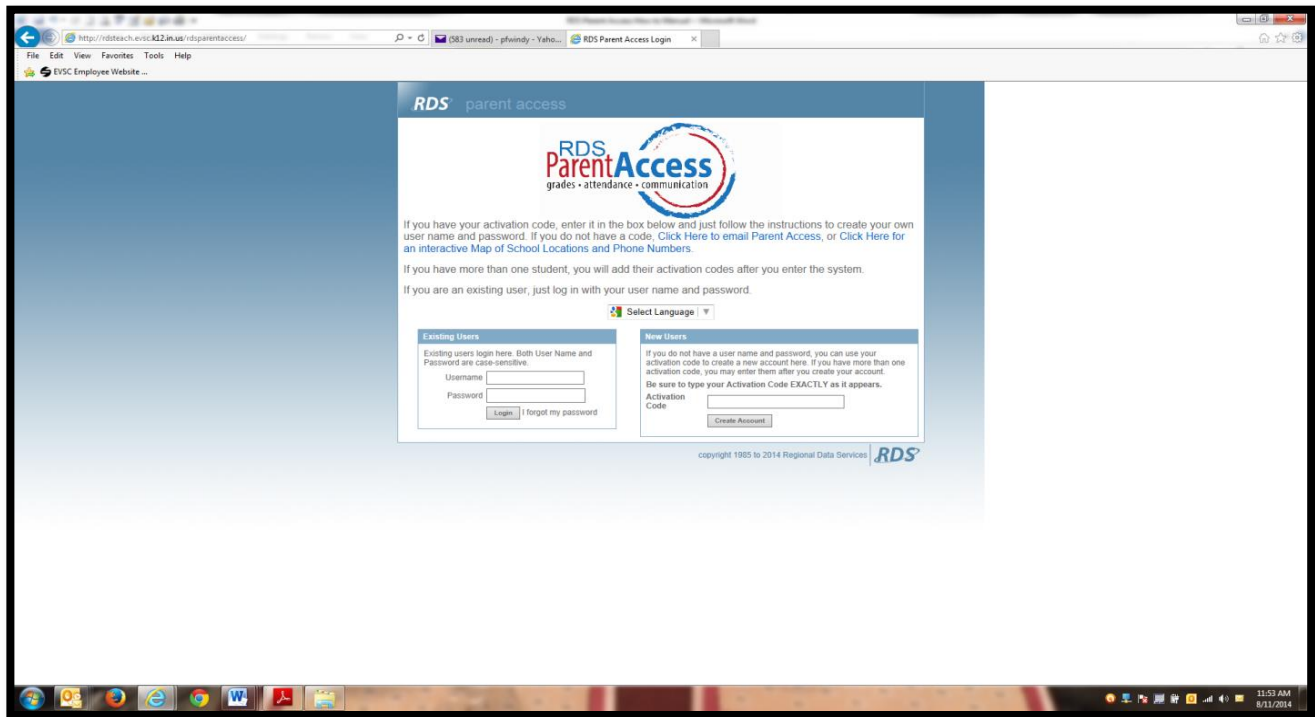 RDS Parent Access How to Manual - Microsoft Word
http://rdsteach.evsc.k12.in.us/rdsparentaccess/
(583 unread) - pfwindy - Yaho...
RDS Parent Access Login
File Edit View Favorites Tools Help
EVSC Employee Website ...
RDS parent access
RDS
ParentAccess
grades • attendance • communication
If you have your activation code, enter it in the box below and just follow the instructions to create your own
user name and password. If you do not have a code, Click Here to email Parent Access, or Click Here for
an interactive Map of School Locations and Phone Numbers.
If you have more than one student, you will add their activation codes after you enter the system.
If you are an existing user, just log in with your user name and password.
Select Language
Existing Users
Existing users login here. Both User Name and
Password are case-sensitive.
Username
Password
Login I forgot my password
New Users
If you do not have a user name and password, you can use your
activation code to create a new account here. If you have more than one
activation code, you may enter them after you create your account.
Be sure to type your Activation Code EXACTLY as it appears.
Activation
Code
Create Account
copyright 1985 to 2014 Regional Data Services RDS
11:53 AM
8/11/2014